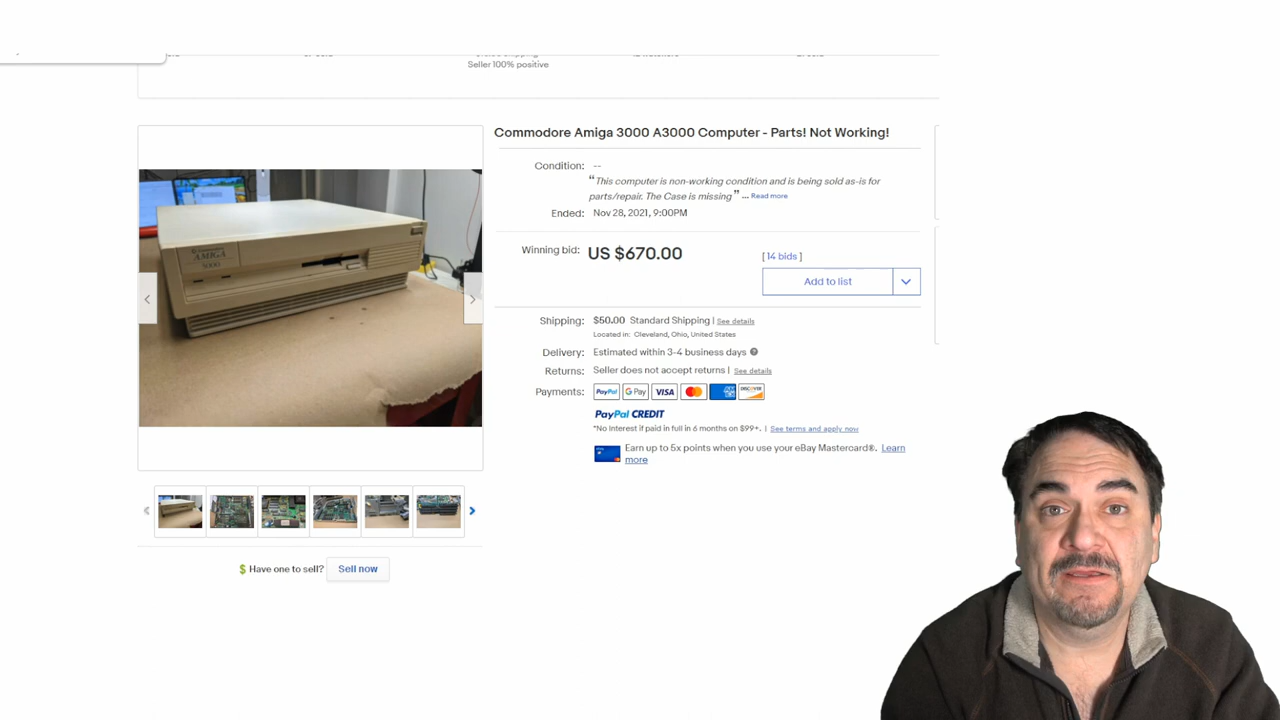 Seller 100% positive
Commodore Amiga 3000 A3000 Computer - Parts! Not Working!
Condition: --
“This computer is non-working condition and is being sold as-is for
parts/repair. The Case is missing” ... Read more
Ended: Nov 28, 2021, 9:00PM
Winning bid: US $670.00 [ 14 bids ]
Add to list
Shipping: $50.00 Standard Shipping | See details
Located in: Cleveland, Ohio, United States
Delivery: Estimated within 3-4 business days
Returns: Seller does not accept returns | See details
Payments: PayPal G Pay VISA DISCOVER
PayPal CREDIT
*No Interest if paid in full in 6 months on $99+. | See terms and apply now
Earn up to 5x points when you use your eBay Mastercard®. Learn
more
AMIGA
3000
$ Have one to sell? Sell now